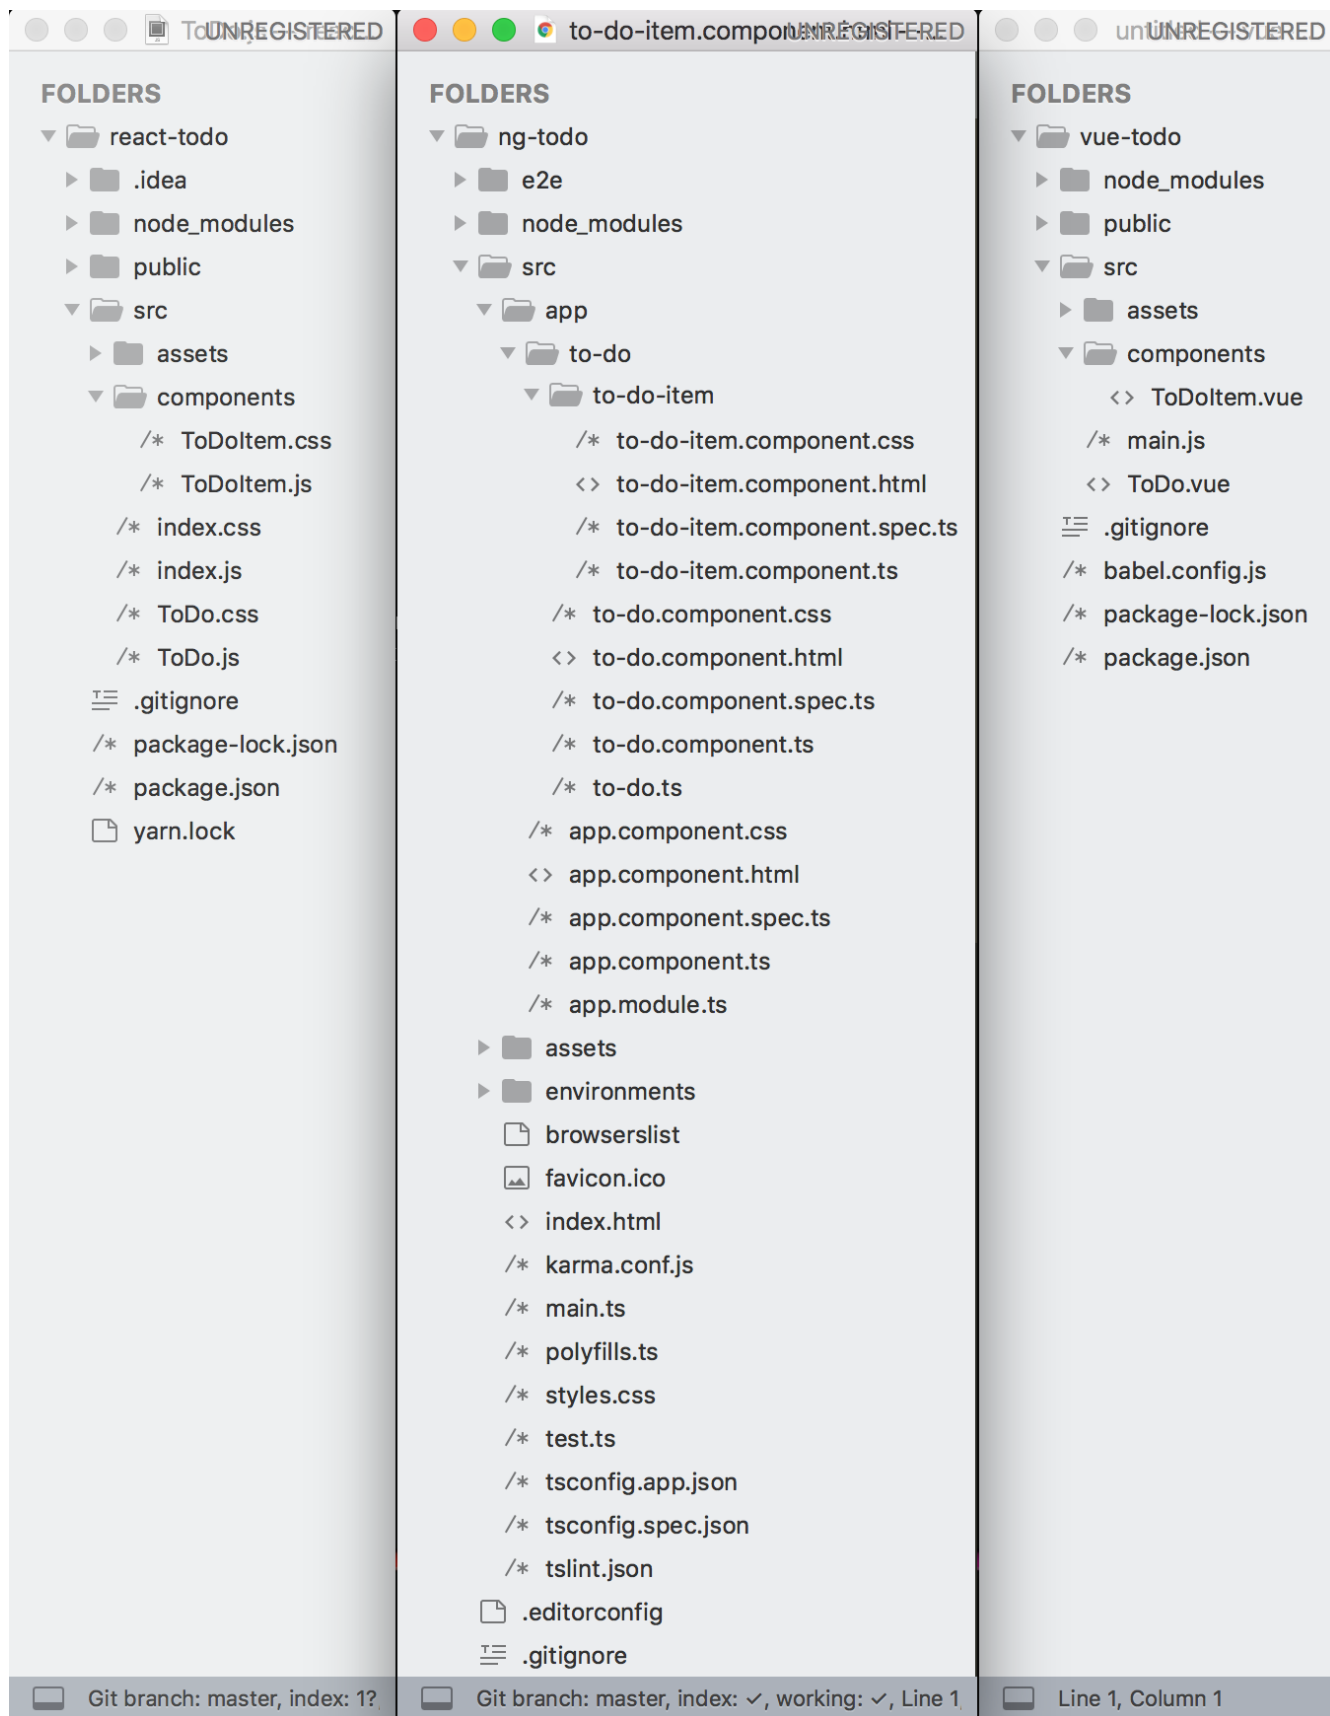 UNREGISTERED
FOLDERS
react-todo
.idea
node_modules
public
src
assets
components
ToDoItem.css
ToDoItem.js
index.css
index.js
ToDo.css
ToDo.js
.gitignore
package-lock.json
package.json
yarn.lock
Git branch: master, index: 1?,
to-do-item.compon UNREGISTERED
FOLDERS
ng-todo
e2e
node_modules
src
app
to-do
to-do-item
to-do-item.component.css
to-do-item.component.html
to-do-item.component.spec.ts
to-do-item.component.ts
to-do.component.css
to-do.component.html
to-do.component.spec.ts
to-do.component.ts
to-do.ts
app.component.css
app.component.html
app.component.spec.ts
app.component.ts
app.module.ts
assets
environments
browserslist
favicon.ico
index.html
karma.conf.js
main.ts
polyfills.ts
styles.css
test.ts
tsconfig.app.json
tsconfig.spec.json
tslint.json
.editorconfig
.gitignore
Git branch: master, index: ✓, working: ✓, Line 1
UNREGISTERED
FOLDERS
vue-todo
node_modules
public
src
assets
components
ToDoItem.vue
main.js
ToDo.vue
.gitignore
babel.config.js
package-lock.json
package.json
Line 1, Column 1